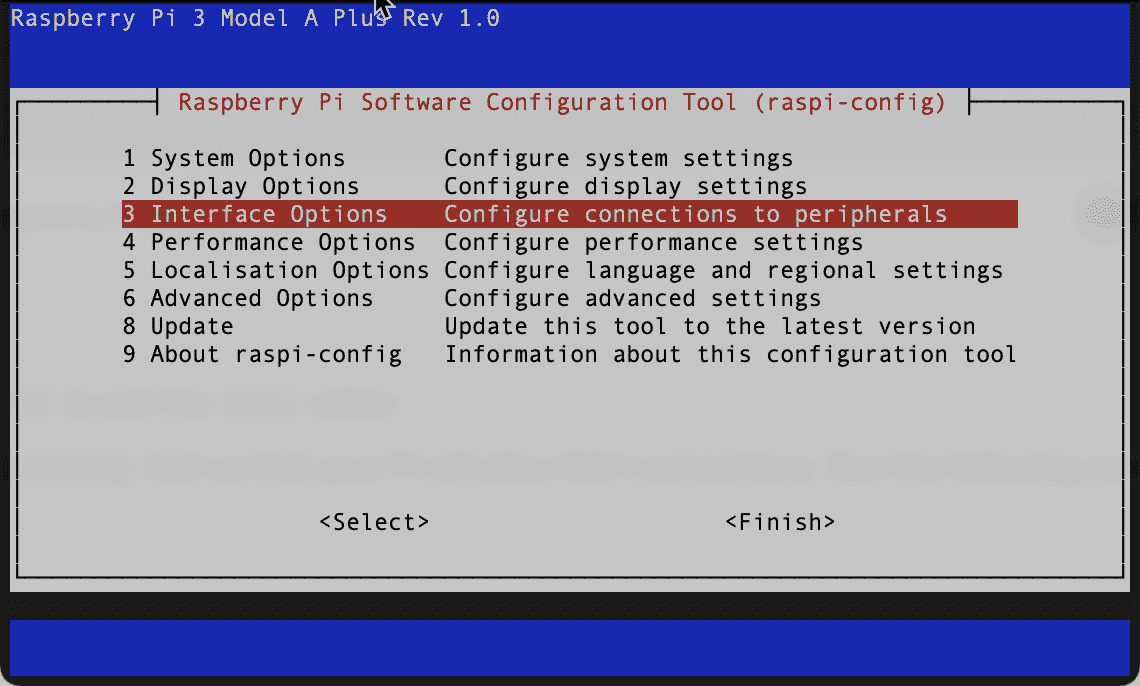 Raspberry Pi 3 Model A Plus Rev 1.0
Raspberry Pi Software Configuration Tool (raspi-config)
1 System Options Configure system settings
2 Display Options Configure display settings
3 Interface Options Configure connections to peripherals
4 Performance Options Configure performance settings
5 Localisation Options Configure language and regional settings
6 Advanced Options Configure advanced settings
8 Update Update this tool to the latest version
9 About raspi-config Information about this configuration tool
<Select> <Finish>